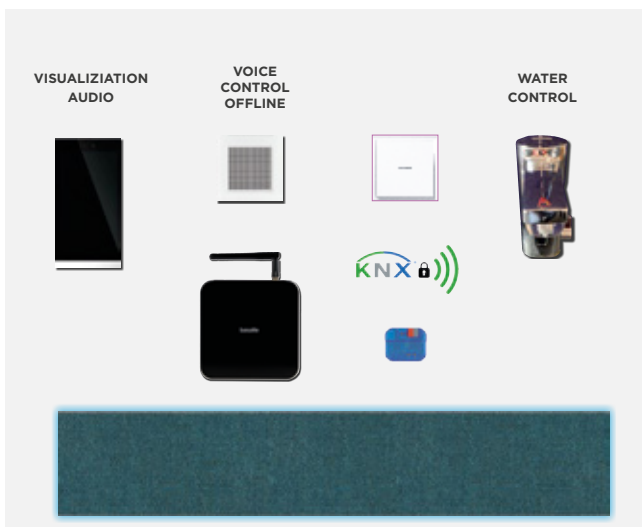 VISUALIZIATION
AUDIO
VOICE
CONTROL
OFFLINE
WATER
CONTROL
KNX